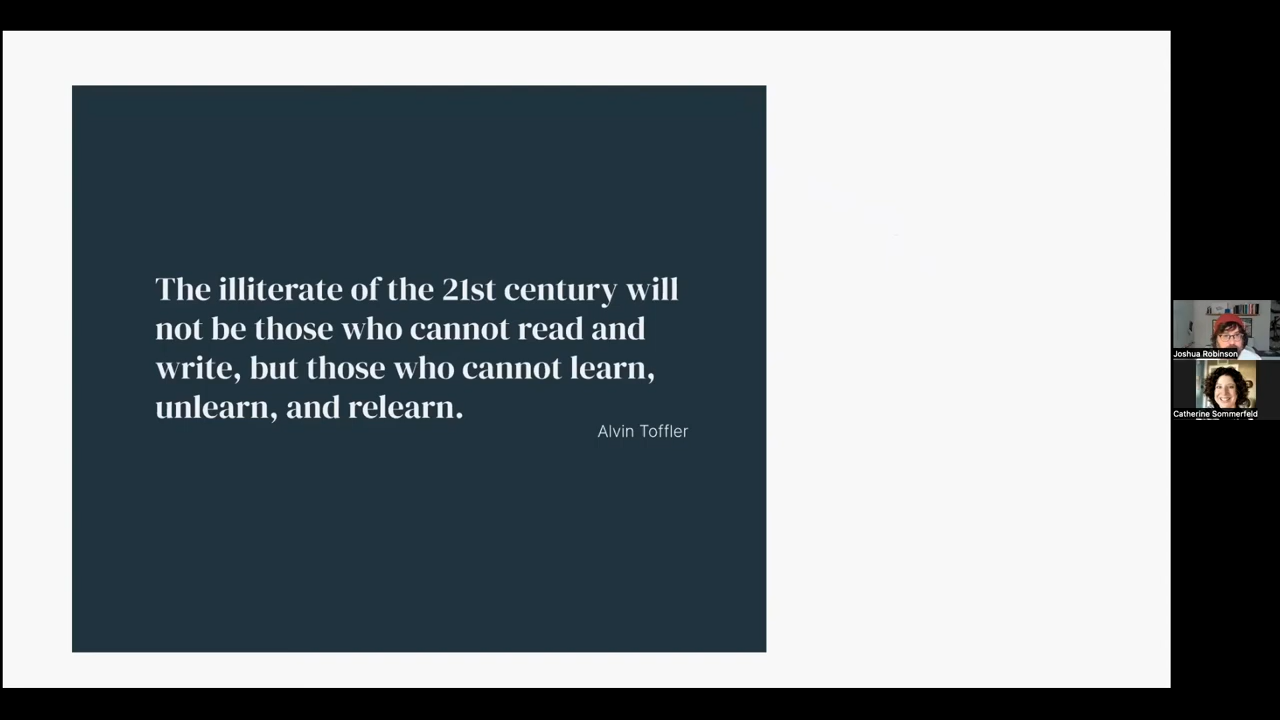 The illiterate of the 21st century will
not be those who cannot read and
write, but those who cannot learn,
unlearn, and relearn.
Alvin Toffler
Joshua Robinson
Catherine Sommerfeld